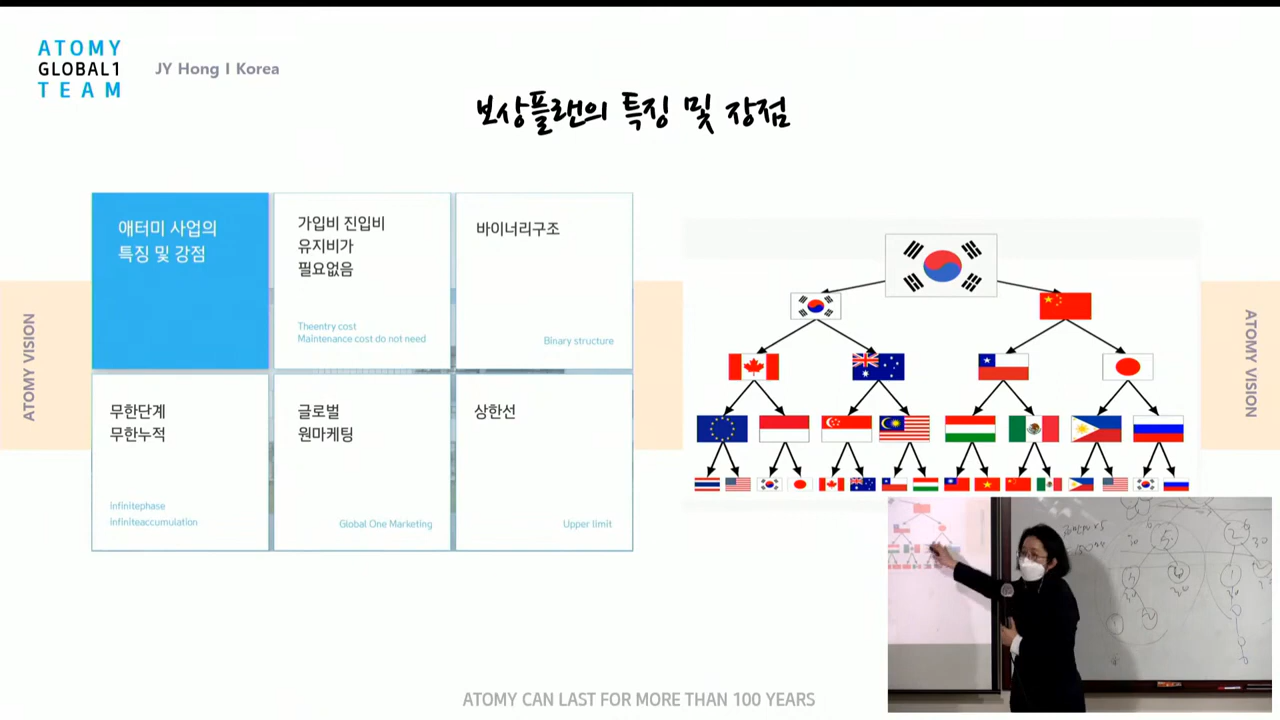 ATOMY
GLOBAL1
TEAM
JY Hong I Korea
보상플랜의 특징 및 장점
애터미 사업의
특징 및 강점
가입비 진입비
유지비가
필요없음
Theentry cost
Maintenance cost do not need
바이너리구조
Binary structure
무한단계
무한누적
Infinitephase
Infiniteaccumulation
글로벌
원마케팅
Global One Marketing
상한선
Upper limit
ATOMY VISION
ATOMY VISION
ATOMY CAN LAST FOR MORE THAN 100 YEARS